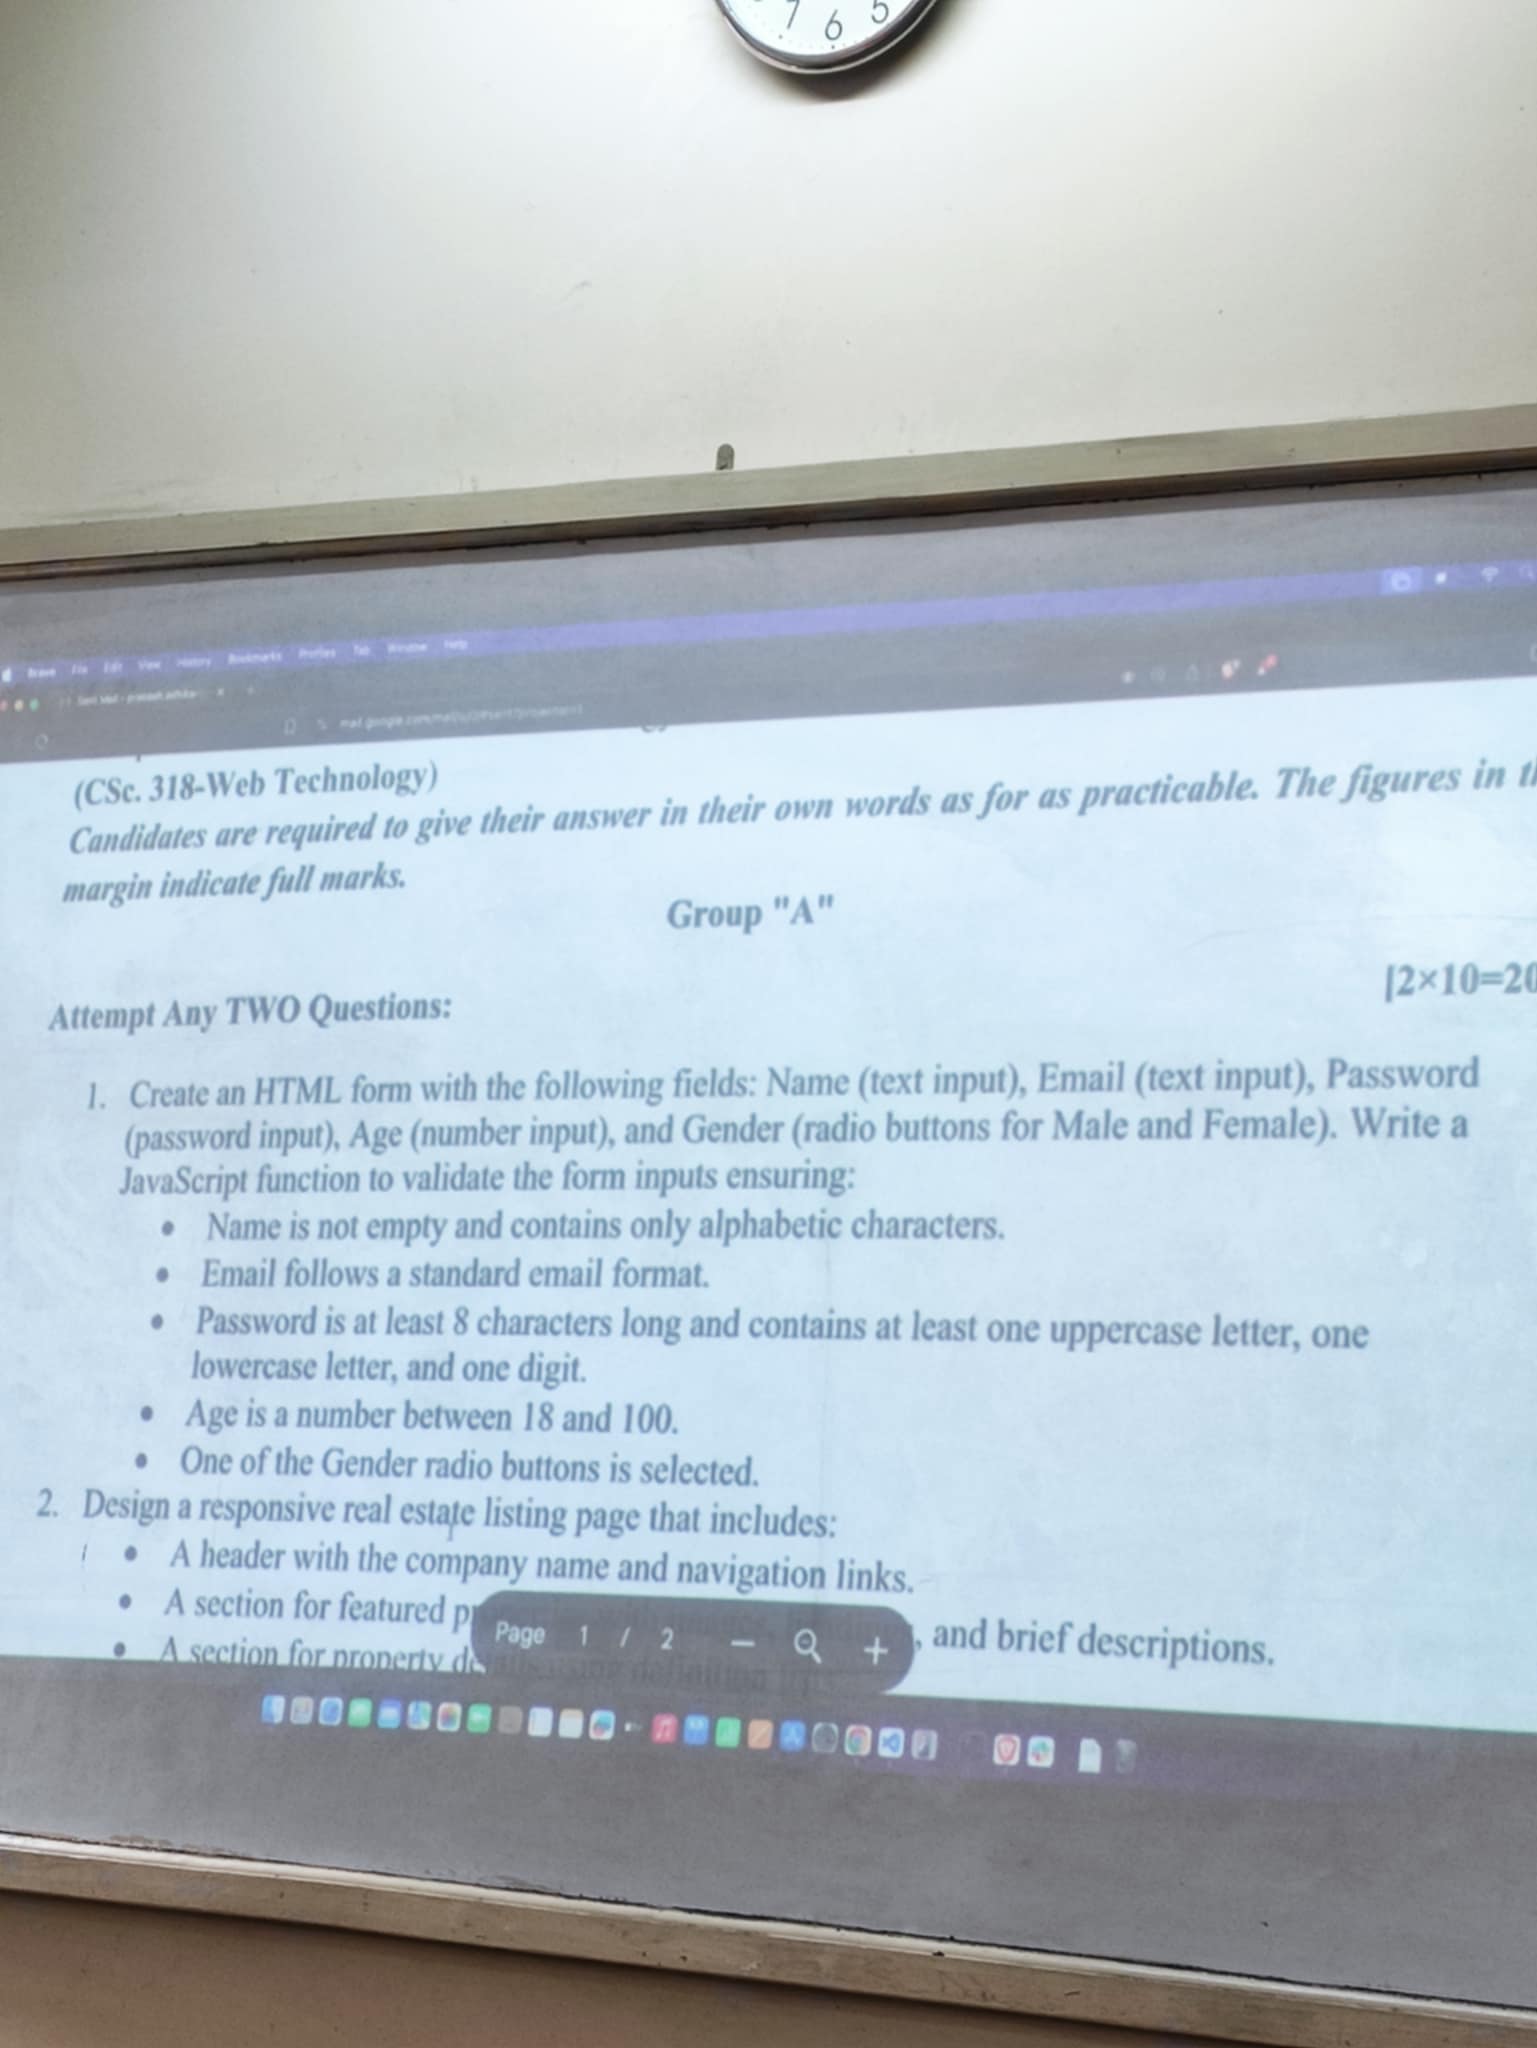 7 6 5
Brave File Edit View History Bookmarks Profiles Tab Window Help
(CSc. 318-Web Technology)
Candidates are required to give their answer in their own words as for as practicable. The figures in
margin indicate full marks.
Group "A"
[2×10=20
Attempt Any TWO Questions:
1. Create an HTML form with the following fields: Name (text input), Email (text input), Password
(password input), Age (number input), and Gender (radio buttons for Male and Female). Write a
JavaScript function to validate the form inputs ensuring:
• Name is not empty and contains only alphabetic characters.
• Email follows a standard email format.
• Password is at least 8 characters long and contains at least one uppercase letter, one
lowercase letter, and one digit.
• Age is a number between 18 and 100.
• One of the Gender radio buttons is selected.
2. Design a responsive real estate listing page that includes:
• A header with the company name and navigation links.
• A section for featured , and brief descriptions.
Page 1 / 2 − +
• A section for property